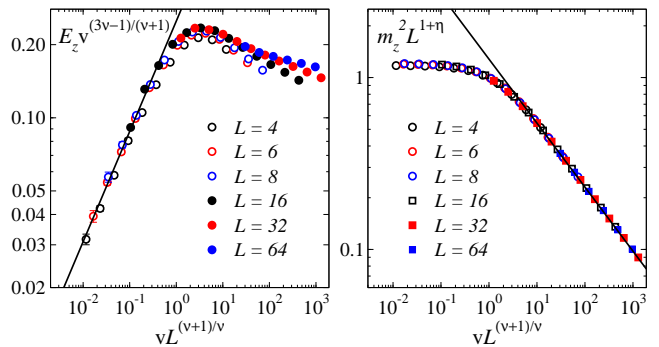 0.20
0.10
0.05
0.04
0.03
0.02
E_z v^{(3ν−1)/(ν+1)}
L = 4
L = 6
L = 8
L = 16
L = 32
L = 64
10^{-2} 10^{-1} 10^{0} 10^{1} 10^{2} 10^{3}
vL^{(ν+1)/ν}
1
0.1
m_z^2 L^{1+η}
L = 4
L = 6
L = 8
L = 16
L = 32
L = 64
10^{-2} 10^{-1} 10^{0} 10^{1} 10^{2} 10^{3}
vL^{(ν+1)/ν}